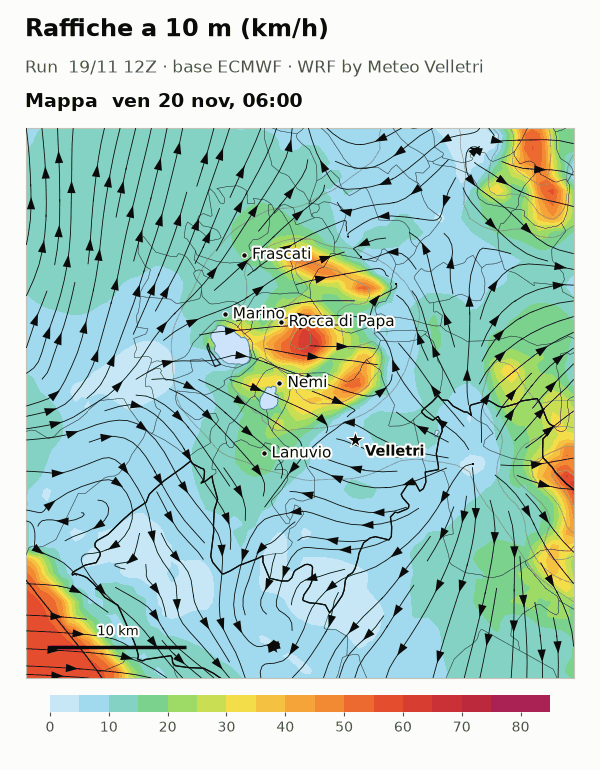 Raffiche a 10 m (km/h)
Run  19/11 12Z · base ECMWF · WRF by Meteo Velletri
Mappa  ven 20 nov, 06:00
Frascati
Marino
Rocca di Papa
Nemi
Velletri
Lanuvio
10 km
0 10 20 30 40 50 60 70 80